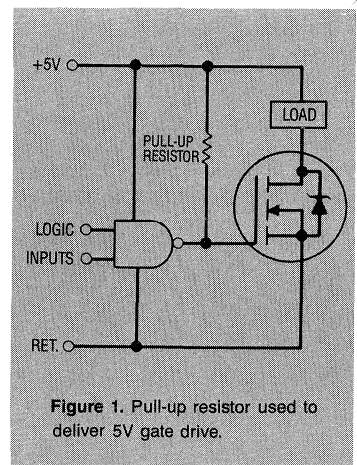 +5V
LOAD
PULL-UP
RESISTOR
LOGIC
INPUTS
RET.
Figure 1. Pull-up resistor used to
deliver 5V gate drive.